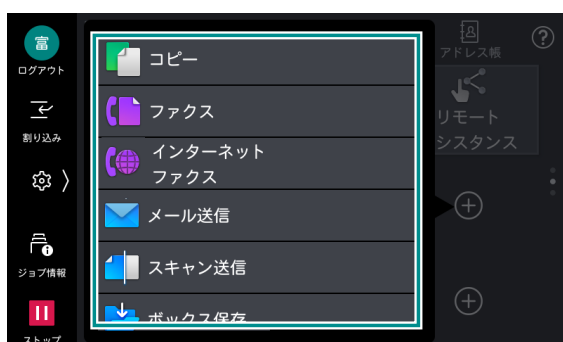 富
ログアウト
割り込み
ジョブ情報
ストップ
コピー
ファクス
インターネット
ファクス
メール送信
スキャン送信
ボックス保存
アドレス帳
?
リモート
シスタンス